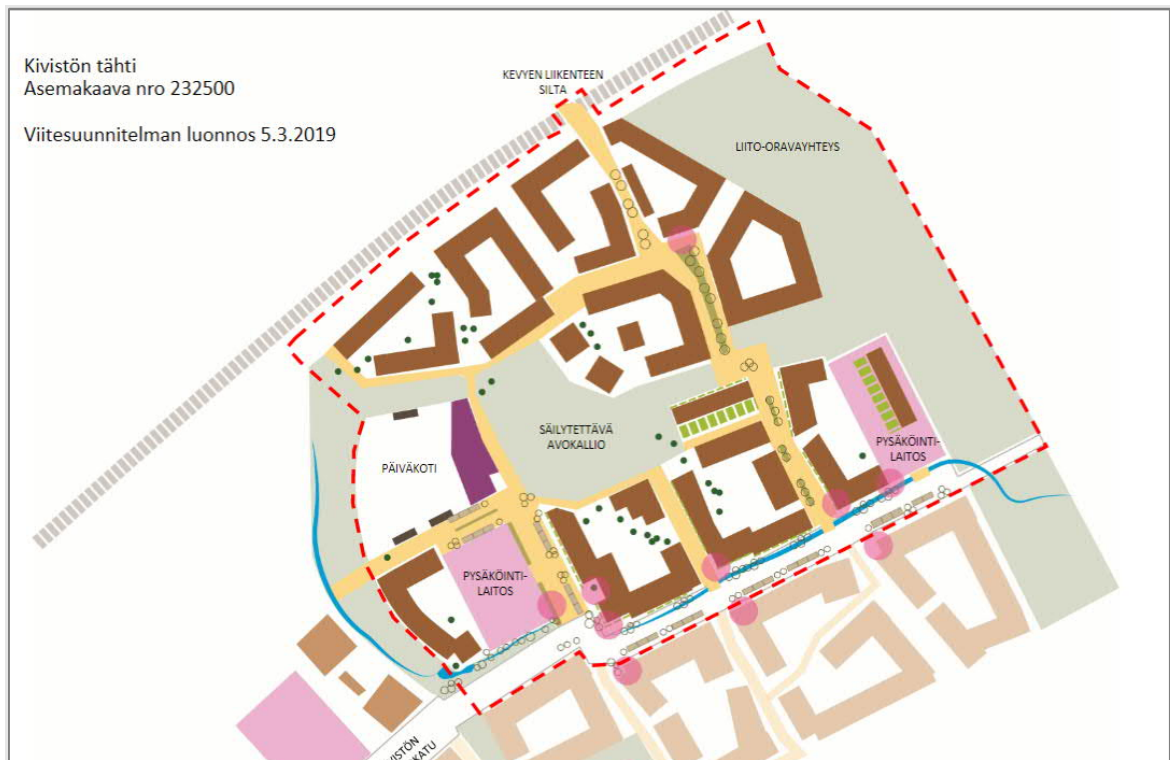 Kivistön tähti
Asemakaava nro 232500
Viitesuunnitelman luonnos 5.3.2019
KEVYEN LIIKENTEEN
SILTA
LIITO-ORAVAYHTEYS
SÄILYTETTÄVÄ
AVOKALLIO
PÄIVÄKOTI
PYSÄKÖINTI-
LAITOS
PYSÄKÖINTI-
LAITOS